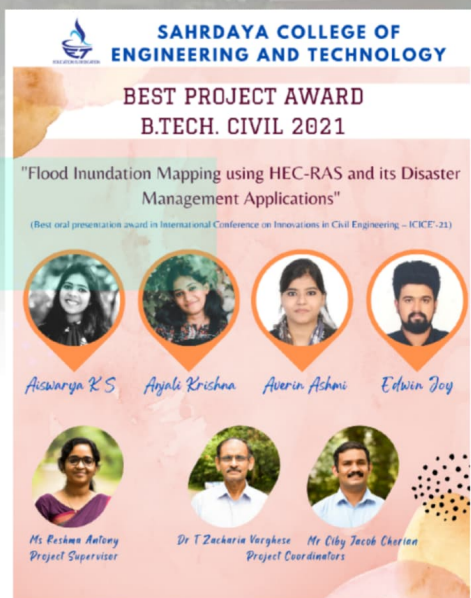 SAHRDAYA COLLEGE OF
ENGINEERING AND TECHNOLOGY
BEST PROJECT AWARD
B.TECH. CIVIL 2021
"Flood Inundation Mapping using HEC-RAS and its Disaster
Management Applications"
(Best oral presentation award in International Conference on Innovations in Civil Engineering – ICICE'-21)
Aiswarya K S
Anjali Krishna
Averin Ashmi
Edwin Joy
Ms Reshma Antony
Project Supervisor
Dr T Zacharia Varghese
Mr Ciby Jacob Cherian
Project Coordinators